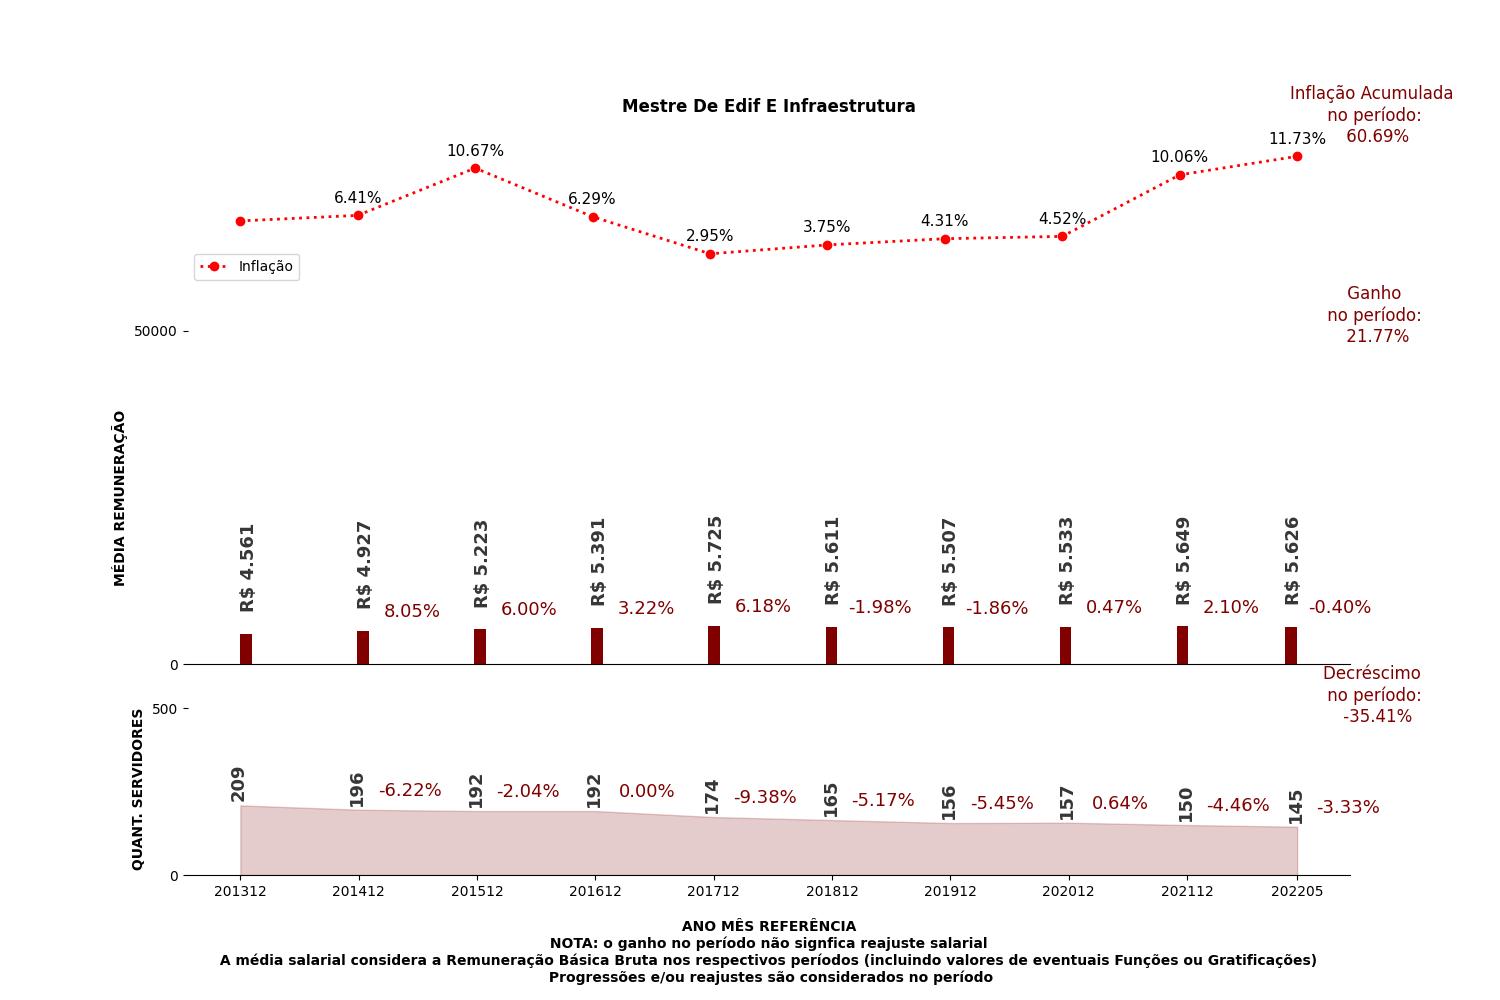 Mestre De Edif E Infraestrutura
Inflação Acumulada
no período:
60.69%
6.41%
10.67%
6.29%
2.95%
3.75%
4.31%
4.52%
10.06%
11.73%
Inflação
Ganho
no período:
21.77%
50000
0
MÉDIA REMUNERAÇÃO
R$ 4.561
R$ 4.927
R$ 5.223
R$ 5.391
R$ 5.725
R$ 5.611
R$ 5.507
R$ 5.533
R$ 5.649
R$ 5.626
8.05%
6.00%
3.22%
6.18%
-1.98%
-1.86%
0.47%
2.10%
-0.40%
Decréscimo
no período:
-35.41%
500
0
QUANT. SERVIDORES
209
196
192
192
174
165
156
157
150
145
-6.22%
-2.04%
0.00%
-9.38%
-5.17%
-5.45%
0.64%
-4.46%
-3.33%
201312
201412
201512
201612
201712
201812
201912
202012
202112
202205
ANO MÊS REFERÊNCIA
NOTA: o ganho no período não signfica reajuste salarial
A média salarial considera a Remuneração Básica Bruta nos respectivos períodos (incluindo valores de eventuais Funções ou Gratificações)
Progressões e/ou reajustes são considerados no período